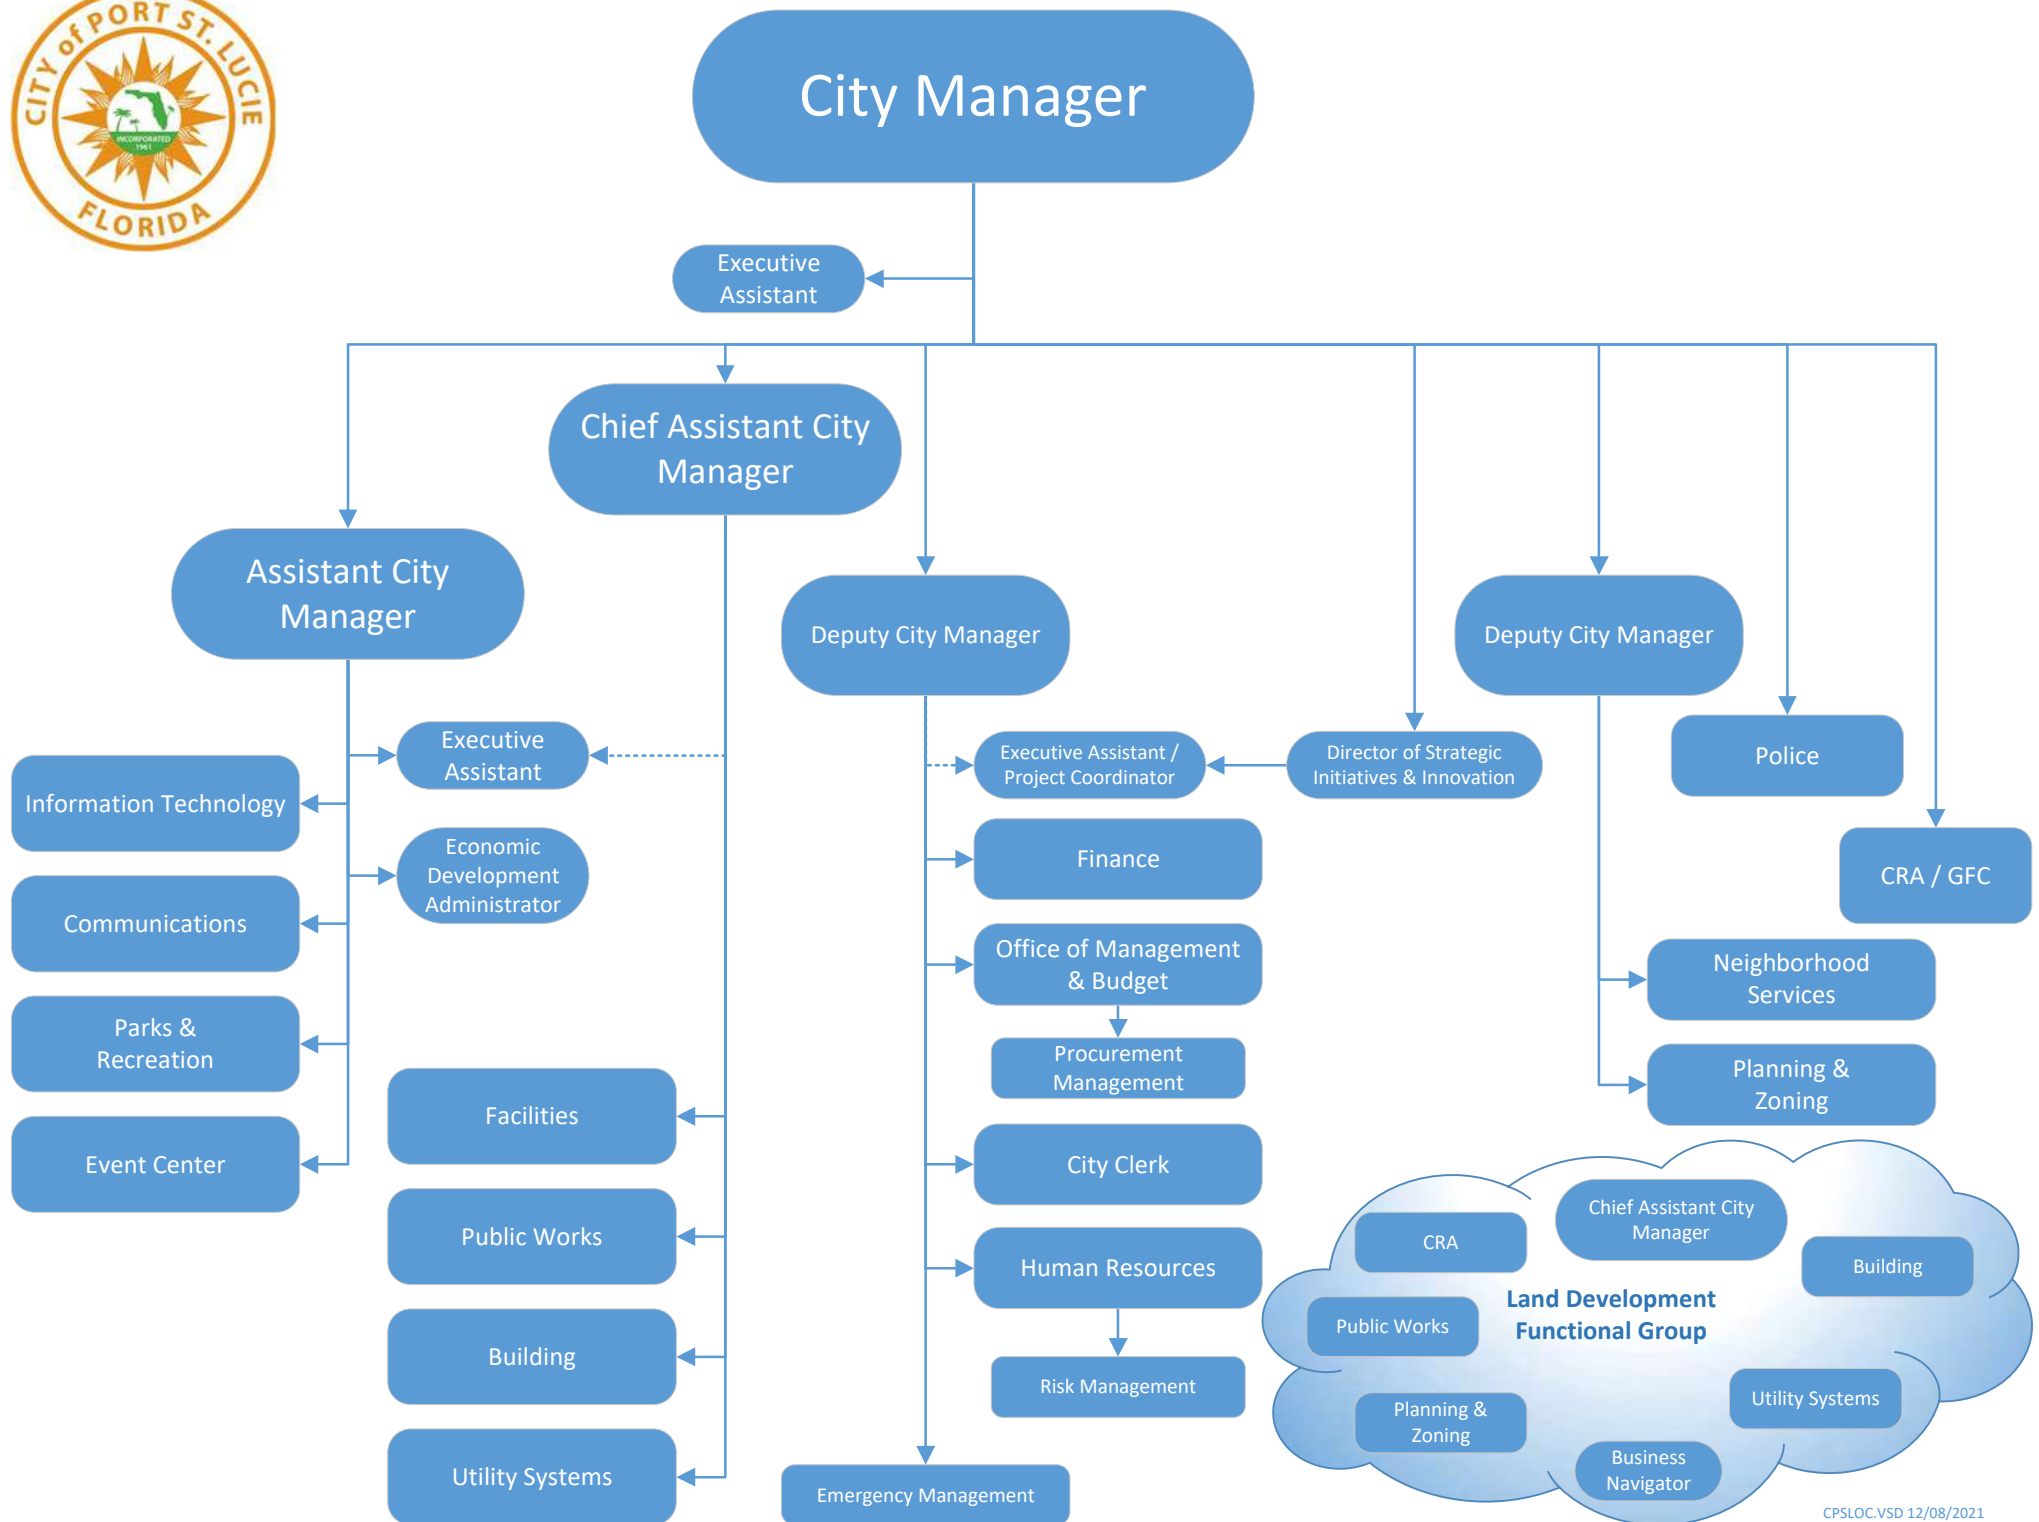 CITY of PORT ST. LUCIE
INCORPORATED
1961
FLORIDA
City Manager
Executive
Assistant
Chief Assistant City
Manager
Assistant City
Manager
Deputy City Manager
Deputy City Manager
Executive
Assistant
Executive Assistant /
Project Coordinator
Director of Strategic
Initiatives & Innovation
Police
Information Technology
Economic
Development
Administrator
Finance
CRA / GFC
Communications
Office of Management
& Budget
Neighborhood
Services
Parks &
Recreation
Procurement
Management
Planning &
Zoning
Facilities
Event Center
City Clerk
Public Works
Human Resources
Building
Risk Management
Utility Systems
Emergency Management
Chief Assistant City
Manager
CRA
Building
Land Development
Functional Group
Public Works
Utility Systems
Planning &
Zoning
Business
Navigator
CPSLOC.VSD 12/08/2021